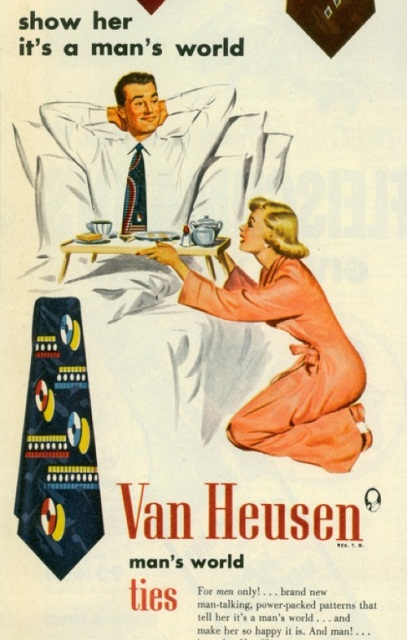 show her
it's a man's world
Van Heusen
REG. T. M.
man's world
ties
For men only! . . . brand new
man-talking, power-packed patterns that
tell her it's a man's world . . . and
make her so happy it is. And man! . . .